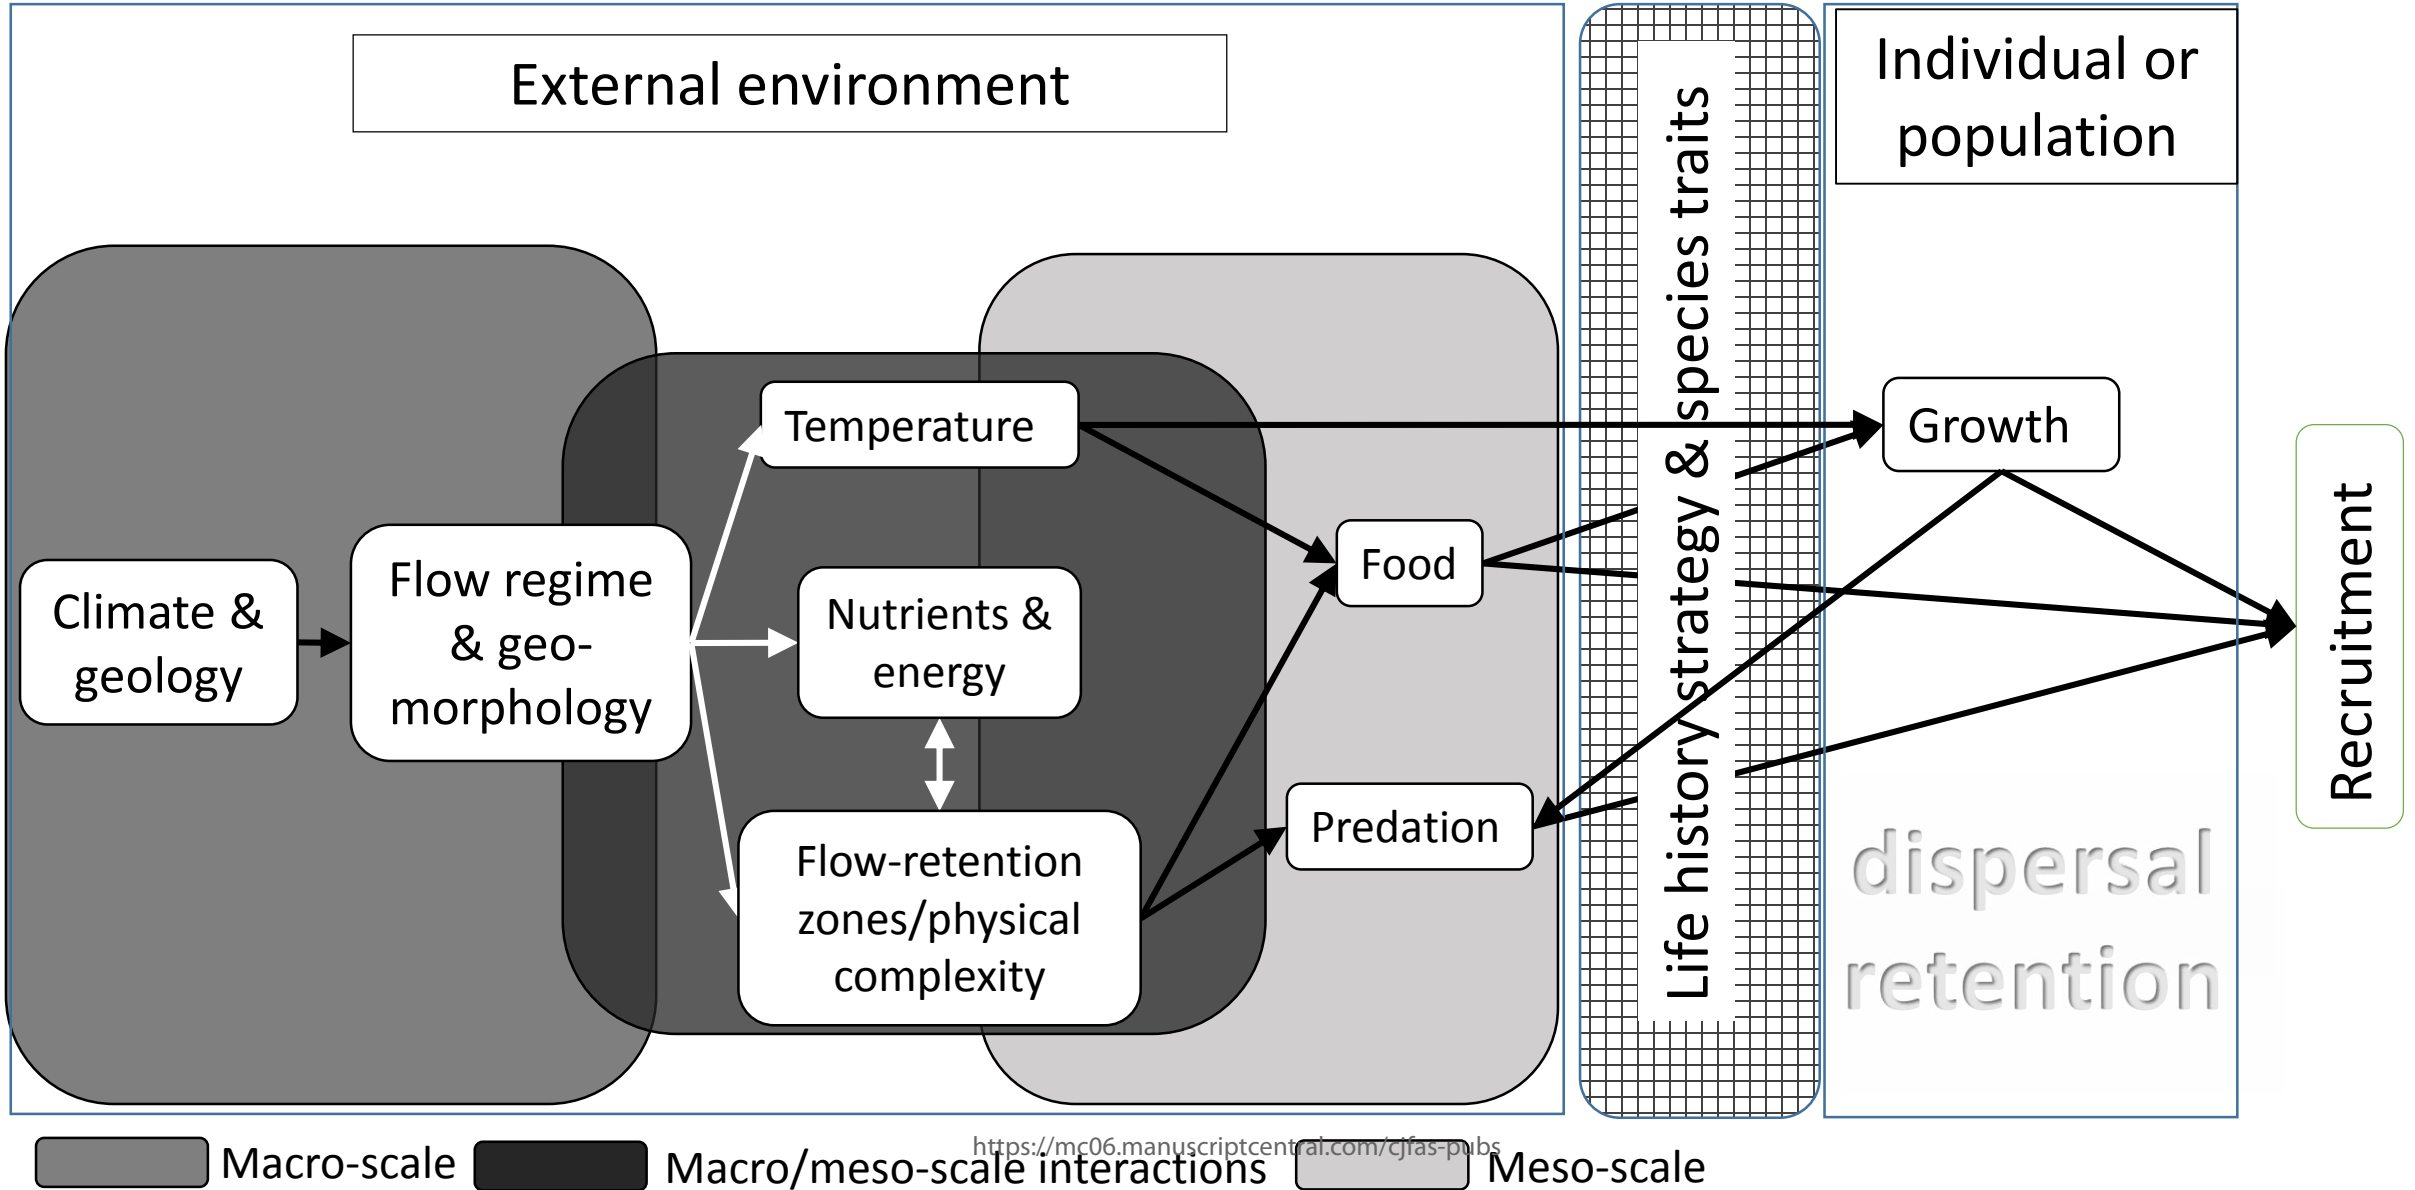 External environment
Individual or
population
Life history strategy & species traits
Temperature
Growth
Food
Climate &
geology
Flow regime
& geo-
morphology
Nutrients &
energy
Recruitment
Flow-retention
zones/physical
complexity
Predation
dispersal
retention
Macro-scale
Macro/meso-scale interactions
Meso-scale
https://mc06.manuscriptcentral.com/cjfas-pubs